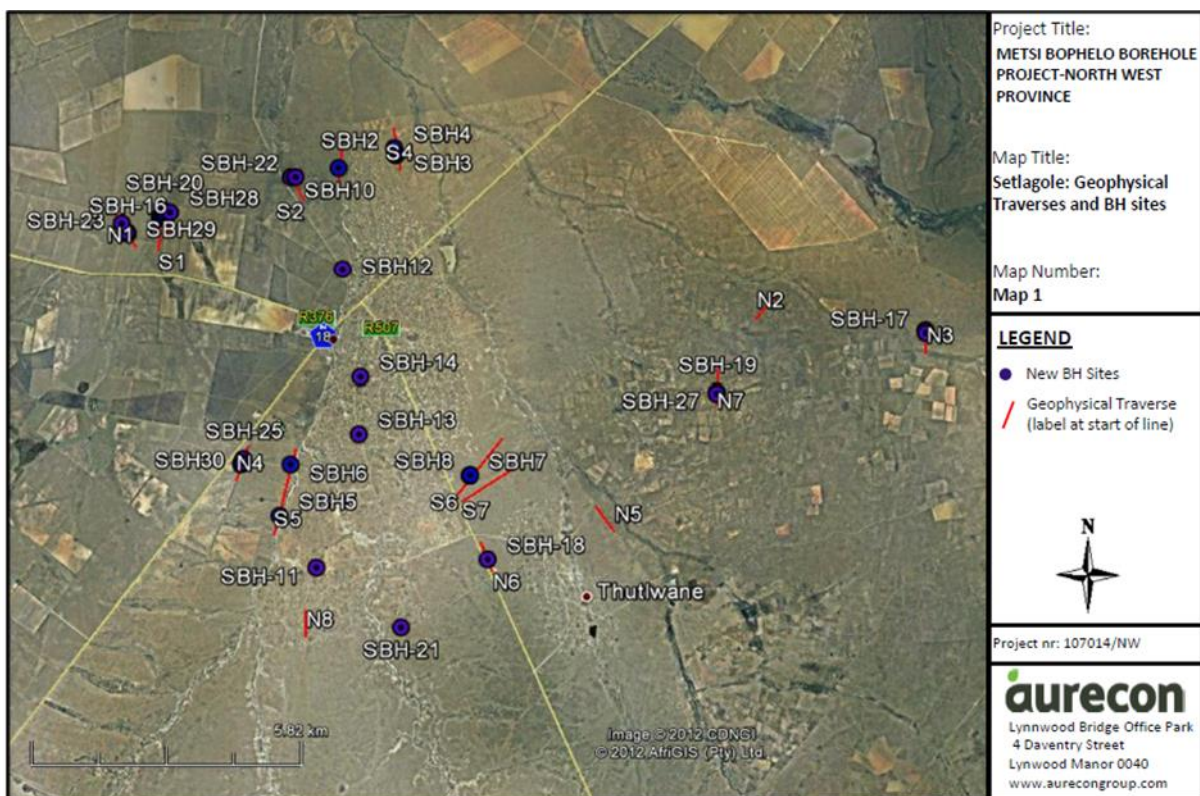 SBH2
SBH4
S4
SBH3
SBH-22
SBH10
S2
SBH-20
SBH28
SBH-16
SBH-23
N1
SBH29
S1
SBH12
R376
R507
18
N2
SBH-17
N3
SBH-14
SBH-19
SBH-27
N7
SBH-13
SBH-25
SBH30
N4
SBH6
SBH8
SBH7
SBH5
S5
S6
S7
N5
SBH-18
SBH-11
N6
Thutlwane
N8
SBH-21
5.82 km
Image © 2012 CDNGI
© 2012 AfriGIS (Pty) Ltd.
Project Title:
METSI BOPHELO BOREHOLE
PROJECT-NORTH WEST
PROVINCE
Map Title:
Setlagole: Geophysical
Traverses and BH sites
Map Number:
Map 1
LEGEND
New BH Sites
Geophysical Traverse
(label at start of line)
N
Project nr: 107014/NW
aurecon
Lynnwood Bridge Office Park
4 Daventry Street
Lynwood Manor 0040
www.aurecongroup.com